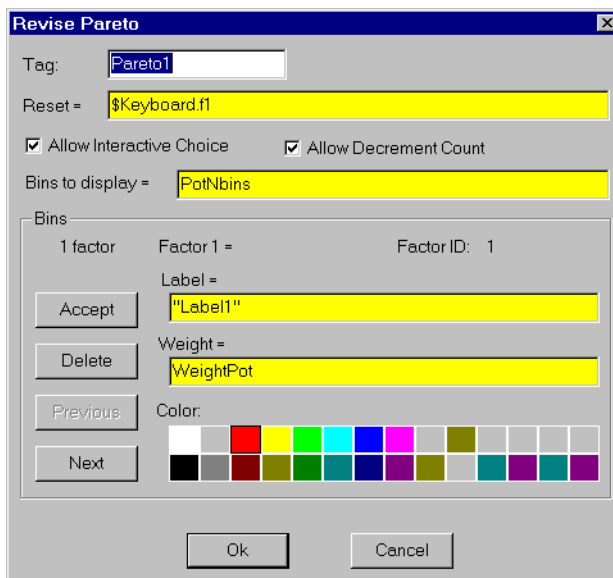 Revise Pareto
Tag: Pareto1
Reset = $Keyboard.f1
Allow Interactive Choice Allow Decrement Count
Bins to display = PotNbins
Bins
1 factor Factor 1 = Factor ID: 1
Label =
Accept "Label1"
Delete Weight =
WeightPot
Previous Color:
Next
Ok Cancel